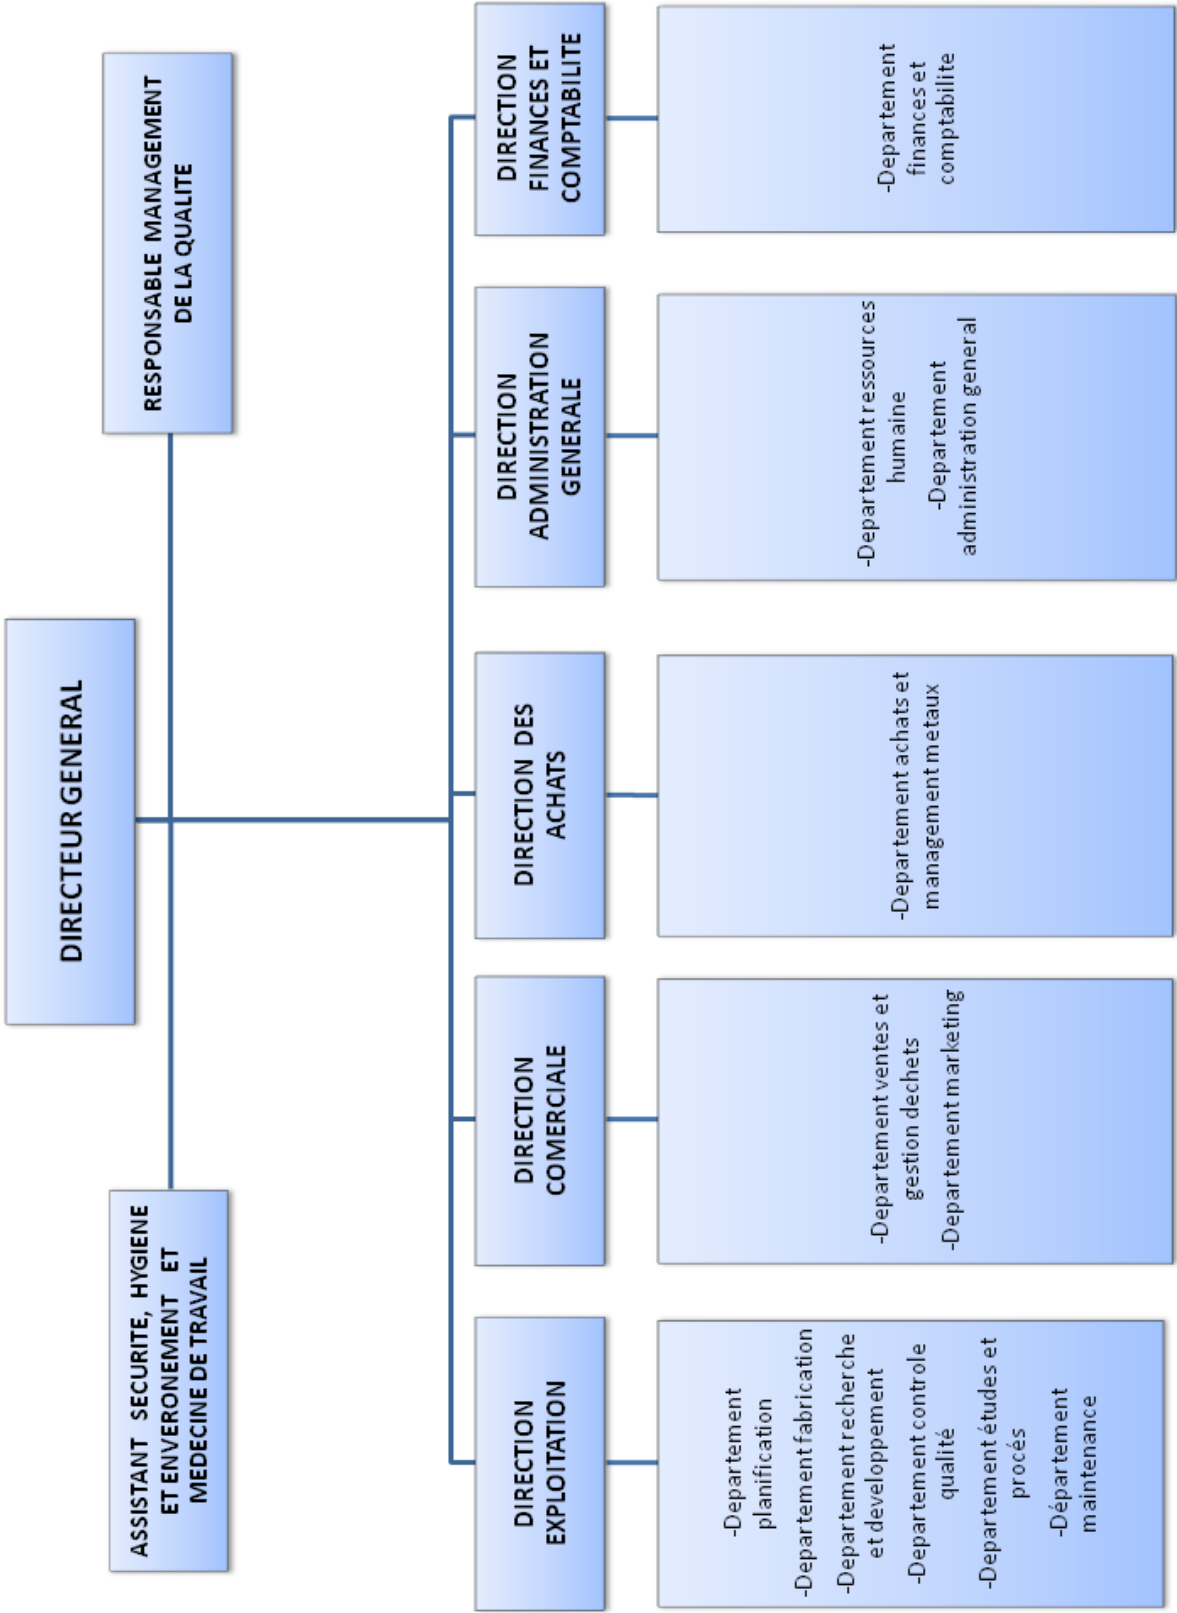 DIRECTEUR GENERAL
ASSISTANT SECURITE, HYGIENE
ET ENVERONEMENT ET
MEDECINE DE TRAVAIL
RESPONSABLE MANAGEMENT
DE LA QUALITE
DIRECTION
EXPLOITATION
DIRECTION
COMERCIALE
DIRECTION DES
ACHATS
DIRECTION
ADMINISTRATION
GENERALE
DIRECTION
FINANCES ET
COMPTABILITE
-Departement
planification
-Departement fabrication
-Departement recherche
et developpement
-Departement controle
qualité
-Departement études et
procés
-Département
maintenance
-Departement ventes et
gestion dechets
-Departement marketing
-Departement achats et
management metaux
-Departement ressources
humaine
-Departement
administration general
-Departement
finances et
comptabilite